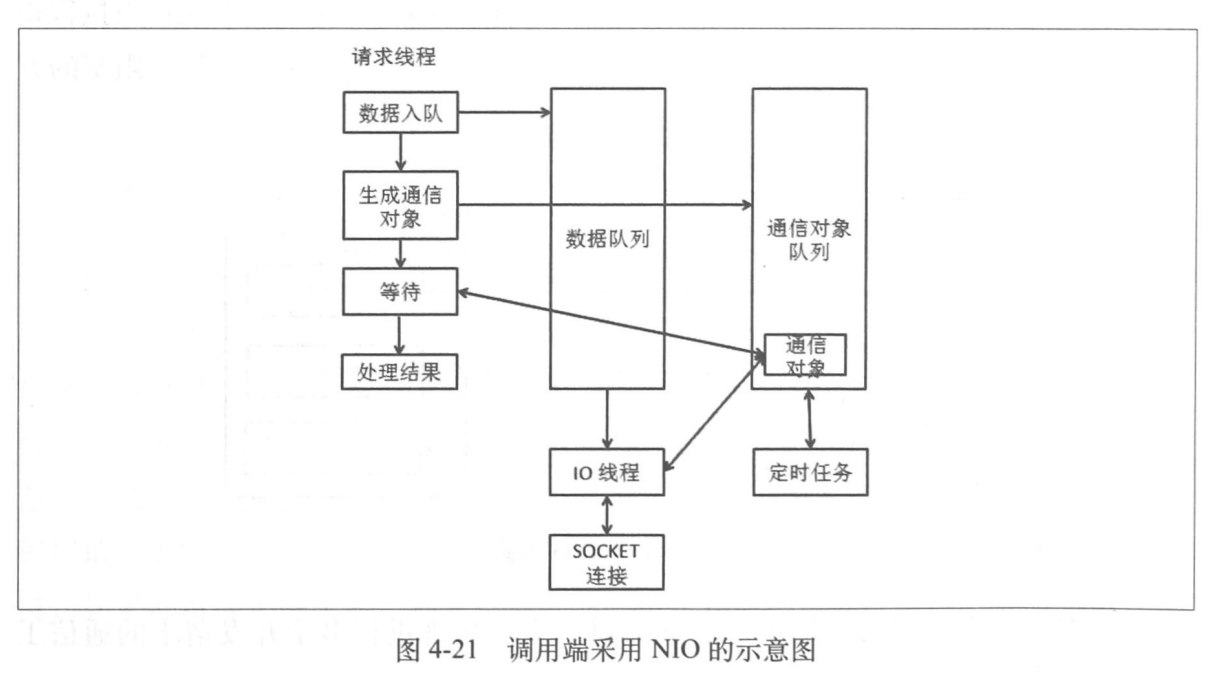 请求线程
数据入队
生成通信
对象
等待
处理结果
数据队列
通信对象
队列
通信
对象
IO 线程
定时任务
SOCKET
连接
图 4-21 调用端采用 NIO 的示意图